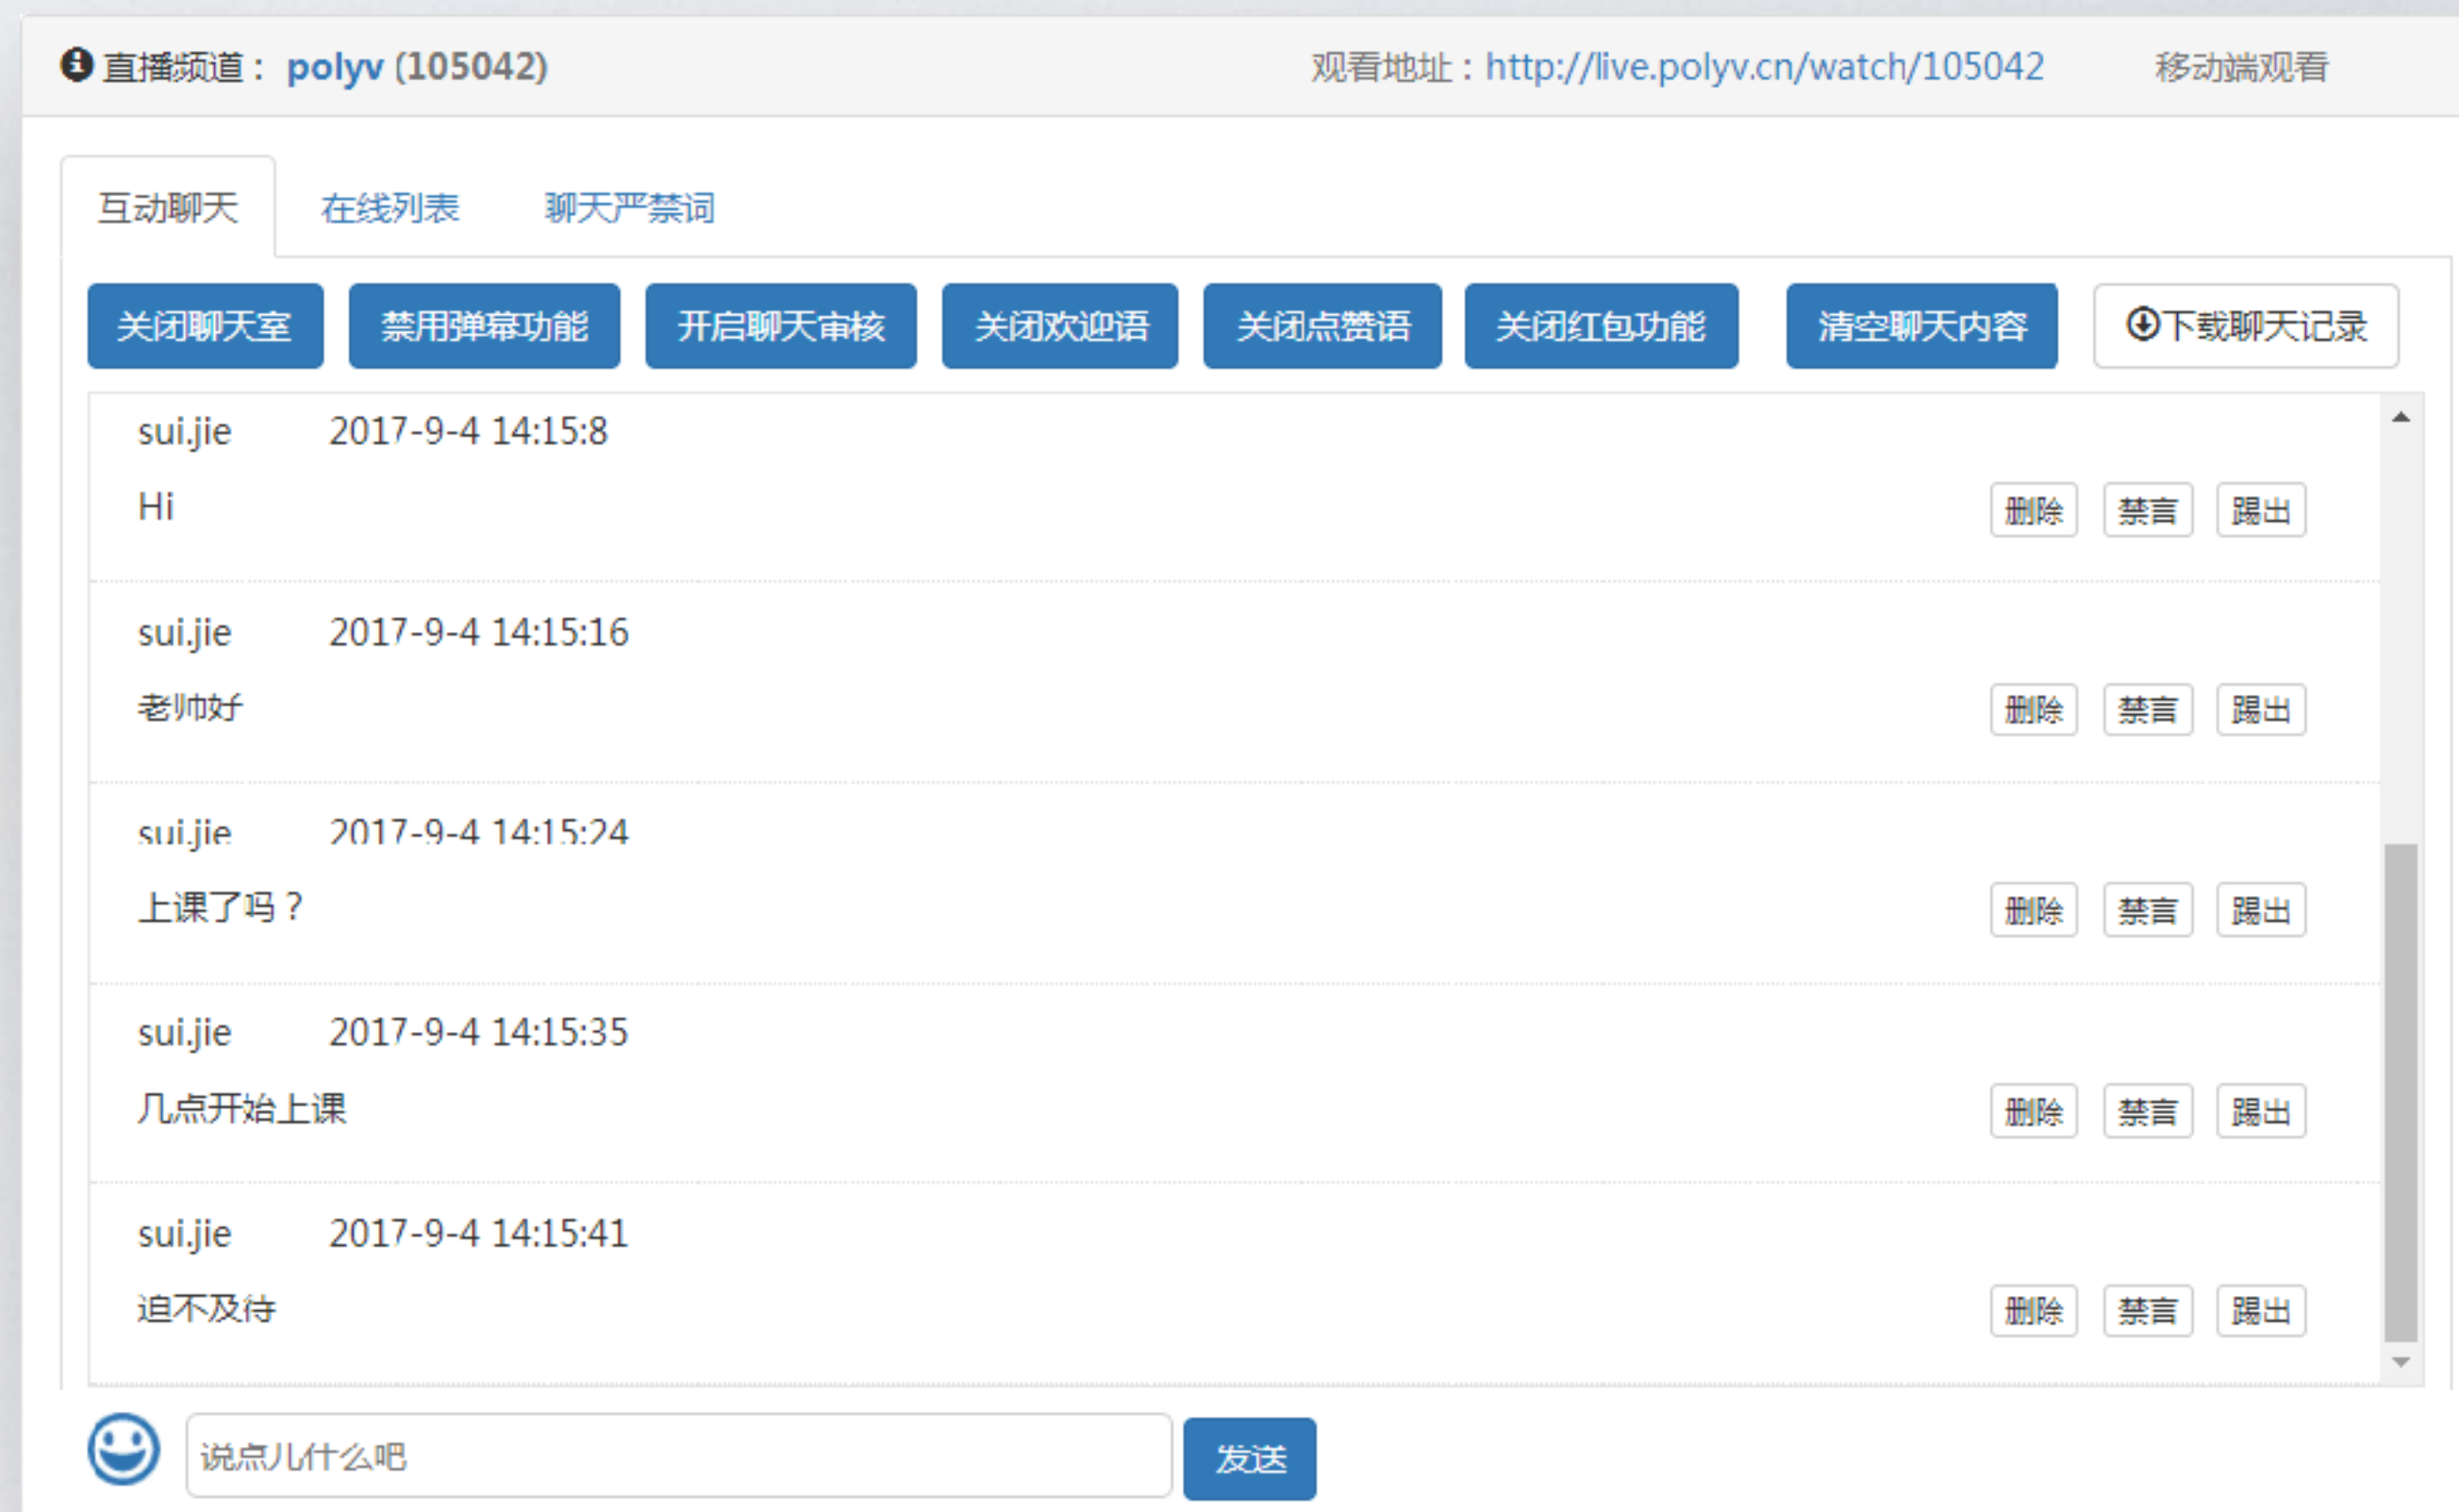 直播频道： polyv (105042) 观看地址：http://live.polyv.cn/watch/105042 移动端观看
互动聊天 在线列表 聊天严禁词
关闭聊天室 禁用弹幕功能 开启聊天审核 关闭欢迎语 关闭点赞语 关闭红包功能 清空聊天内容 下载聊天记录
sui.jie 2017-9-4 14:15:8
Hi 删除 禁言 踢出
sui.jie 2017-9-4 14:15:16
老师好 删除 禁言 踢出
sui.jie 2017-9-4 14:15:24
上课了吗？ 删除 禁言 踢出
sui.jie 2017-9-4 14:15:35
几点开始上课 删除 禁言 踢出
sui.jie 2017-9-4 14:15:41
迫不及待 删除 禁言 踢出
说点儿什么吧 发送